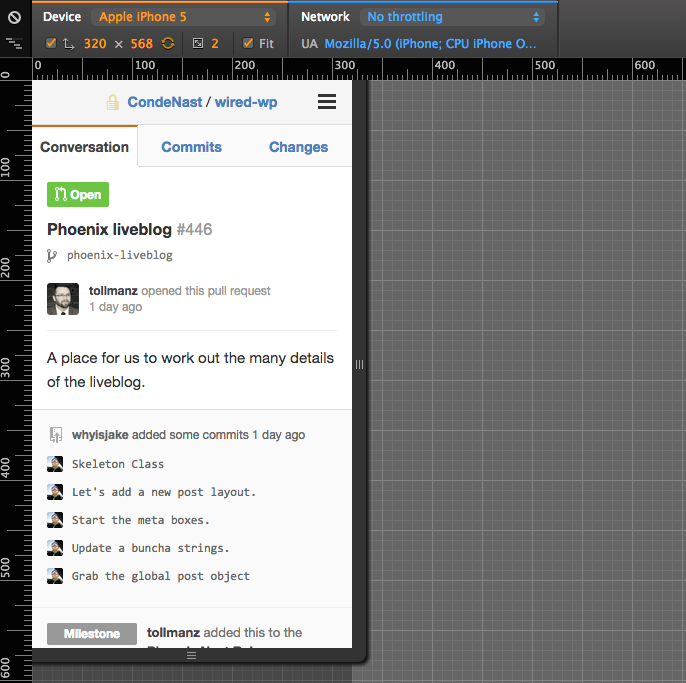 Device Apple iPhone 5 Network No throttling
320 × 568 2 Fit UA Mozilla/5.0 (iPhone; CPU iPhone O...
0 100 200 300 400 500 600
0
100
200
300
400
500
600
CondeNast / wired-wp
Conversation Commits Changes
Open
Phoenix liveblog #446
phoenix-liveblog
tollmanz opened this pull request
1 day ago
A place for us to work out the many details
of the liveblog.
whyisjake added some commits 1 day ago
Skeleton Class
Let's add a new post layout.
Start the meta boxes.
Update a buncha strings.
Grab the global post object
Milestone tollmanz added this to the